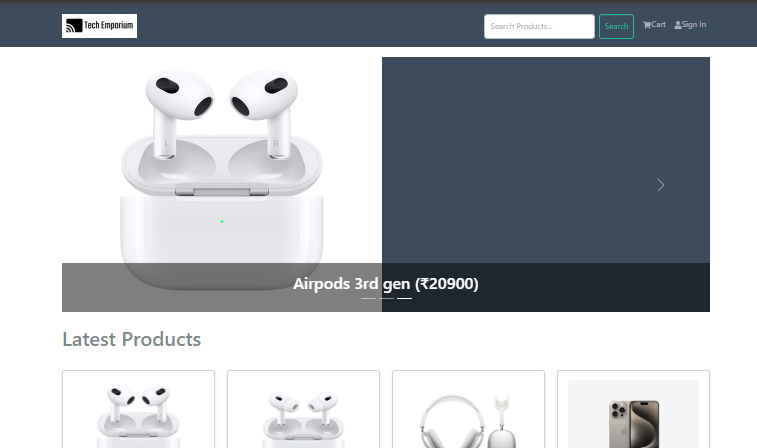 Tech Emporium
Search Products...
Search
Cart
Sign In
L
R
Airpods 3rd gen (₹20900)
Latest Products